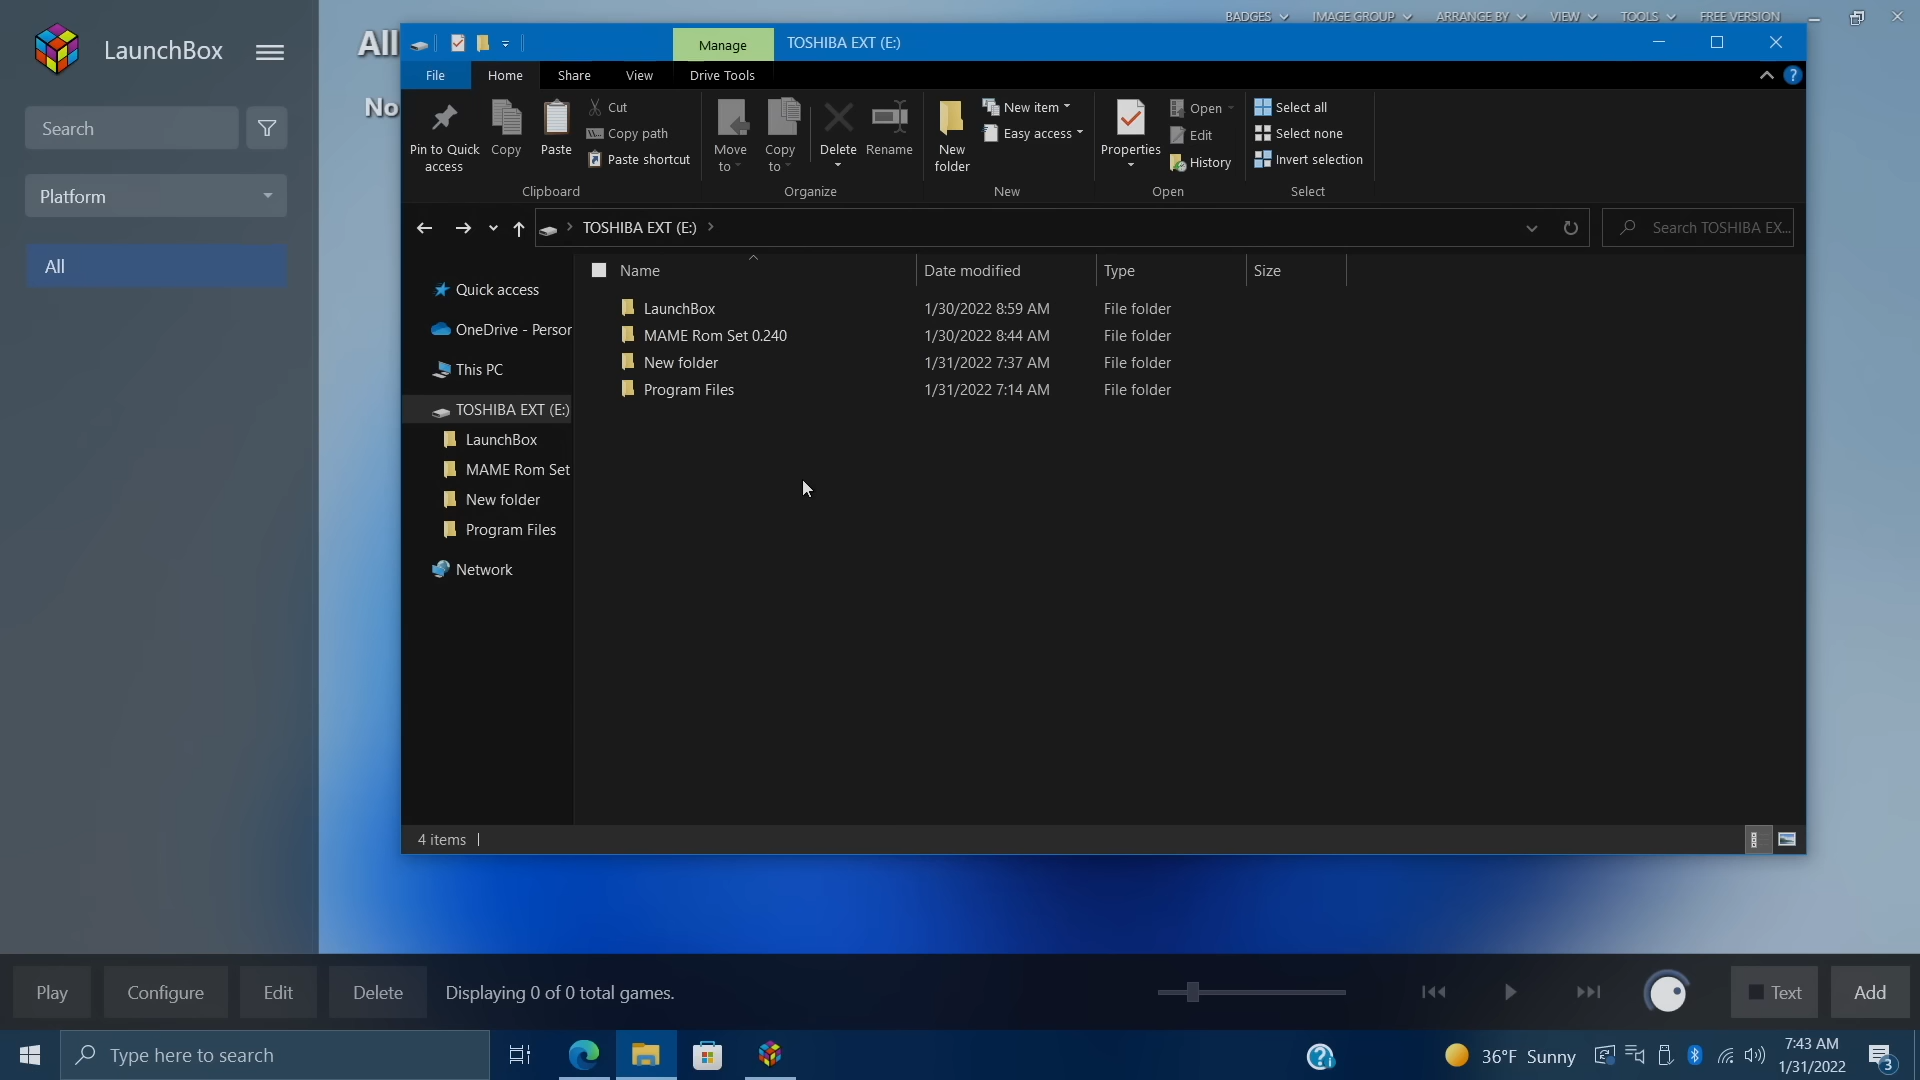 LaunchBox
Search
Platform
All
All
No
BADGES IMAGE GROUP ARRANGE BY VIEW TOOLS FREE VERSION
Manage TOSHIBA EXT (E:)
File Home Share View Drive Tools
Pin to Quick access
Copy
Paste
Cut
Copy path
Paste shortcut
Clipboard
Move to
Copy to
Delete
Rename
Organize
New folder
New item
Easy access
New
Properties
Open
Edit
History
Open
Select all
Select none
Invert selection
Select
TOSHIBA EXT (E:)
Search TOSHIBA EX...
Quick access
OneDrive - Person
This PC
TOSHIBA EXT (E:)
LaunchBox
MAME Rom Set
New folder
Program Files
Network
Name Date modified Type Size
LaunchBox 1/30/2022 8:59 AM File folder
MAME Rom Set 0.240 1/30/2022 8:44 AM File folder
New folder 1/31/2022 7:37 AM File folder
Program Files 1/31/2022 7:14 AM File folder
4 items
Play Configure Edit Delete Displaying 0 of 0 total games. Text Add
Type here to search
36°F Sunny
7:43 AM
1/31/2022
3